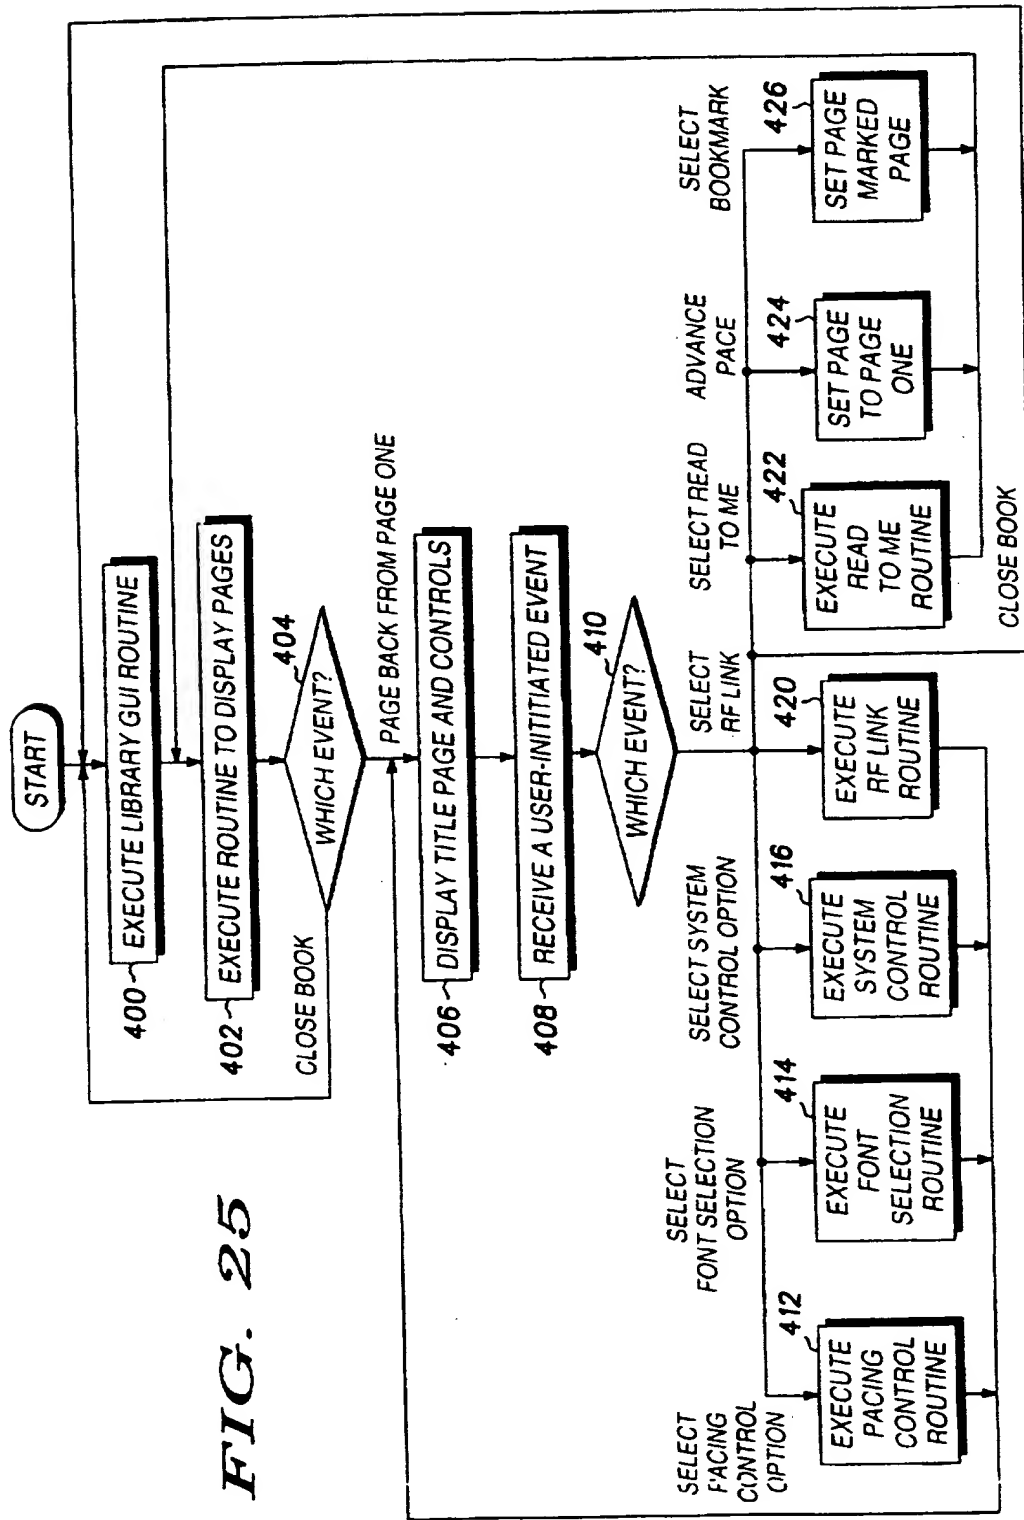 START
400
EXECUTE LIBRARY GUI ROUTINE
402
EXECUTE ROUTINE TO DISPLAY PAGES
404
WHICH EVENT?
CLOSE BOOK
PAGE BACK FROM PAGE ONE
406
DISPLAY TITLE PAGE AND CONTROLS
408
RECEIVE A USER-INITITIATED EVENT
410
WHICH EVENT?
SELECT
PACING
CONTROL
OPTION
412
EXECUTE
PACING
CONTROL
ROUTINE
SELECT
FONT SELECTION
OPTION
414
EXECUTE
FONT
SELECTION
ROUTINE
SELECT SYSTEM
CONTROL OPTION
416
EXECUTE
SYSTEM
CONTROL
ROUTINE
SELECT
RF LINK
420
EXECUTE
RF LINK
ROUTINE
SELECT READ
TO ME
422
EXECUTE
READ
TO ME
ROUTINE
ADVANCE
PACE
424
SET PAGE
TO PAGE
ONE
SELECT
BOOKMARK
426
SET PAGE
MARKED
PAGE
CLOSE BOOK
FIG. 25